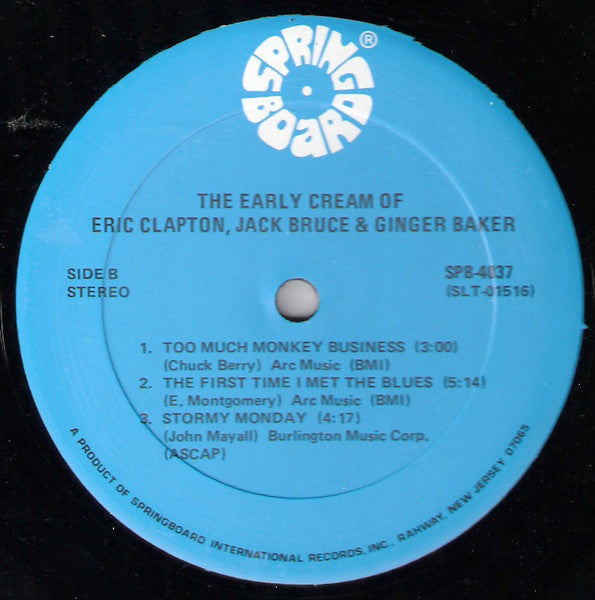 SPRING BOARD ®
THE EARLY CREAM OF
ERIC CLAPTON, JACK BRUCE & GINGER BAKER
SIDE B
STEREO
SPB-4037
(SLT-01516)
1. TOO MUCH MONKEY BUSINESS (3:00)
(Chuck Berry) Arc Music (BMI)
2. THE FIRST TIME I MET THE BLUES (5:14)
(E. Montgomery) Arc Music (BMI)
3. STORMY MONDAY (4:17)
(John Mayall) Burlington Music Corp.
(ASCAP)
A PRODUCT OF SPRINGBOARD INTERNATIONAL RECORDS, INC., RAHWAY, NEW JERSEY 07065